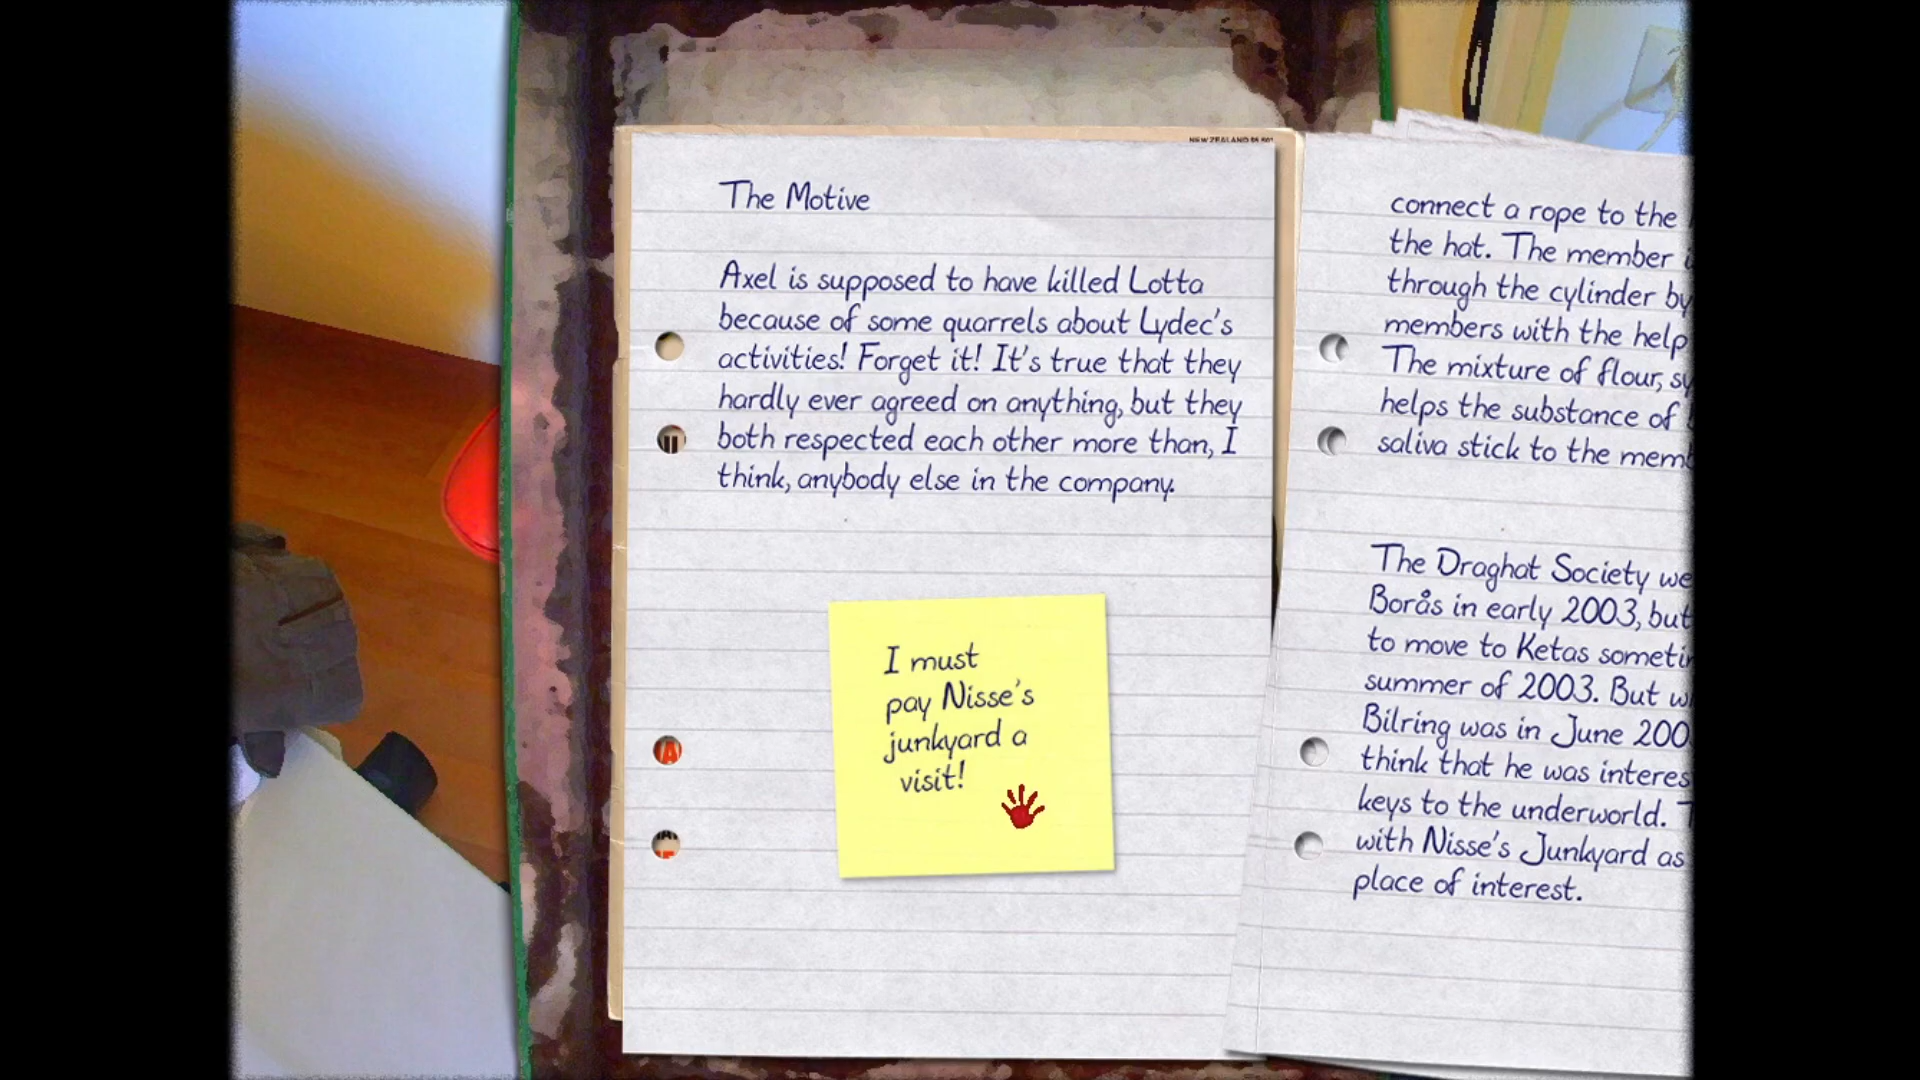 NEW ZEALAND
The Motive
Axel is supposed to have killed Lotta
because of some quarrels about Lydec's
activities! Forget it! It's true that they
hardly ever agreed on anything, but they
both respected each other more than, I
think, anybody else in the company.
I must
pay Nisse's
junkyard a
visit!
connect a rope to the
the hat. The member
through the cylinder by
members with the help
The mixture of flour,
helps the substance of
saliva stick to the
The Draghat Society
Borås in early 2003, but
to move to Ketas
summer of 2003. But
Bilring was in June
think that he was
keys to the underworld.
with Nisse's Junkyard as
place of interest.